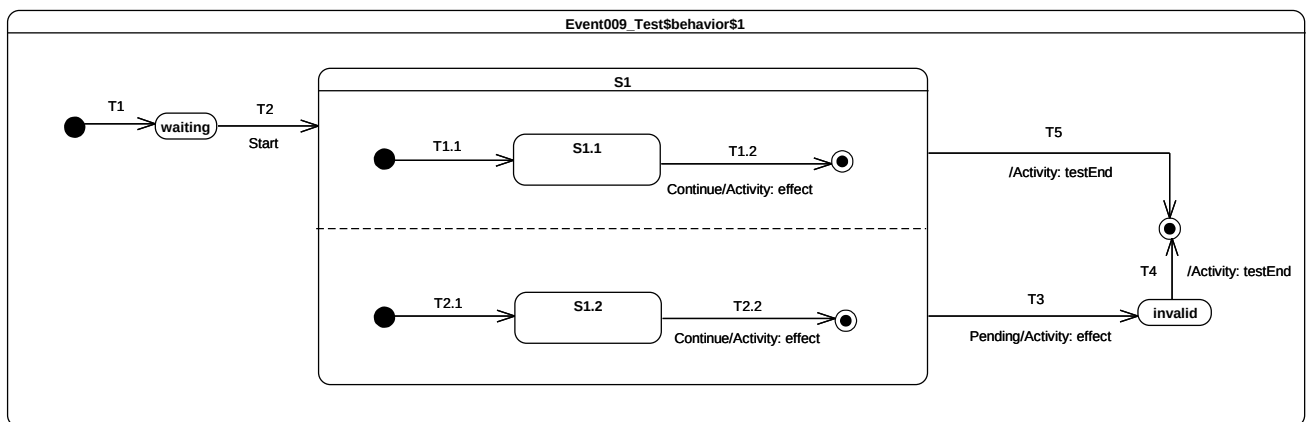 Event009_Test$behavior$1
S1
T1
waiting
T2
Start
T1.1
S1.1
T1.2
Continue/Activity: effect
T5
/Activity: testEnd
T2.1
S1.2
T2.2
Continue/Activity: effect
T3
Pending/Activity: effect
T4
/Activity: testEnd
invalid